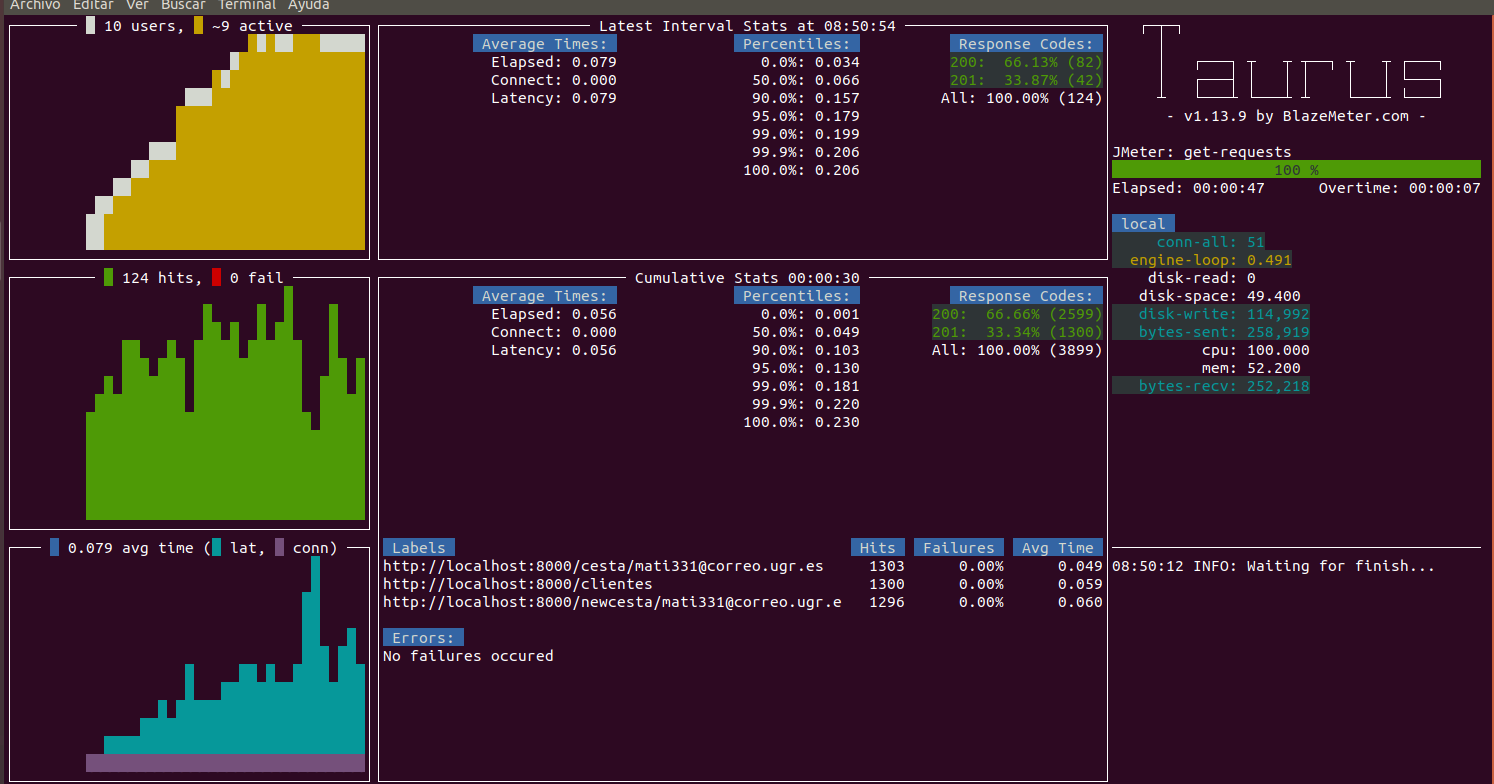 Archivo Editar Ver Buscar Terminal Ayuda
10 users, ~9 active
Latest Interval Stats at 08:50:54
Average Times:
Elapsed: 0.079
Connect: 0.000
Latency: 0.079
Percentiles:
0.0%: 0.034
50.0%: 0.066
90.0%: 0.157
95.0%: 0.179
99.0%: 0.199
99.9%: 0.206
100.0%: 0.206
Response Codes:
200: 66.13% (82)
201: 33.87% (42)
All: 100.00% (124)
Taurus
- v1.13.9 by BlazeMeter.com -
JMeter: get-requests
100 %
Elapsed: 00:00:47 Overtime: 00:00:07
local
conn-all: 51
engine-loop: 0.491
disk-read: 0
disk-space: 49.400
disk-write: 114,992
bytes-sent: 258,919
cpu: 100.000
mem: 52.200
bytes-recv: 252,218
124 hits, 0 fail
Cumulative Stats 00:00:30
Average Times:
Elapsed: 0.056
Connect: 0.000
Latency: 0.056
Percentiles:
0.0%: 0.001
50.0%: 0.049
90.0%: 0.103
95.0%: 0.130
99.0%: 0.181
99.9%: 0.220
100.0%: 0.230
Response Codes:
200: 66.66% (2599)
201: 33.34% (1300)
All: 100.00% (3899)
0.079 avg time ( lat, conn)
Labels Hits Failures Avg Time
http://localhost:8000/cesta/mati331@correo.ugr.es 1303 0.00% 0.049
http://localhost:8000/clientes 1300 0.00% 0.059
http://localhost:8000/newcesta/mati331@correo.ugr.e 1296 0.00% 0.060
Errors:
No failures occured
08:50:12 INFO: Waiting for finish...